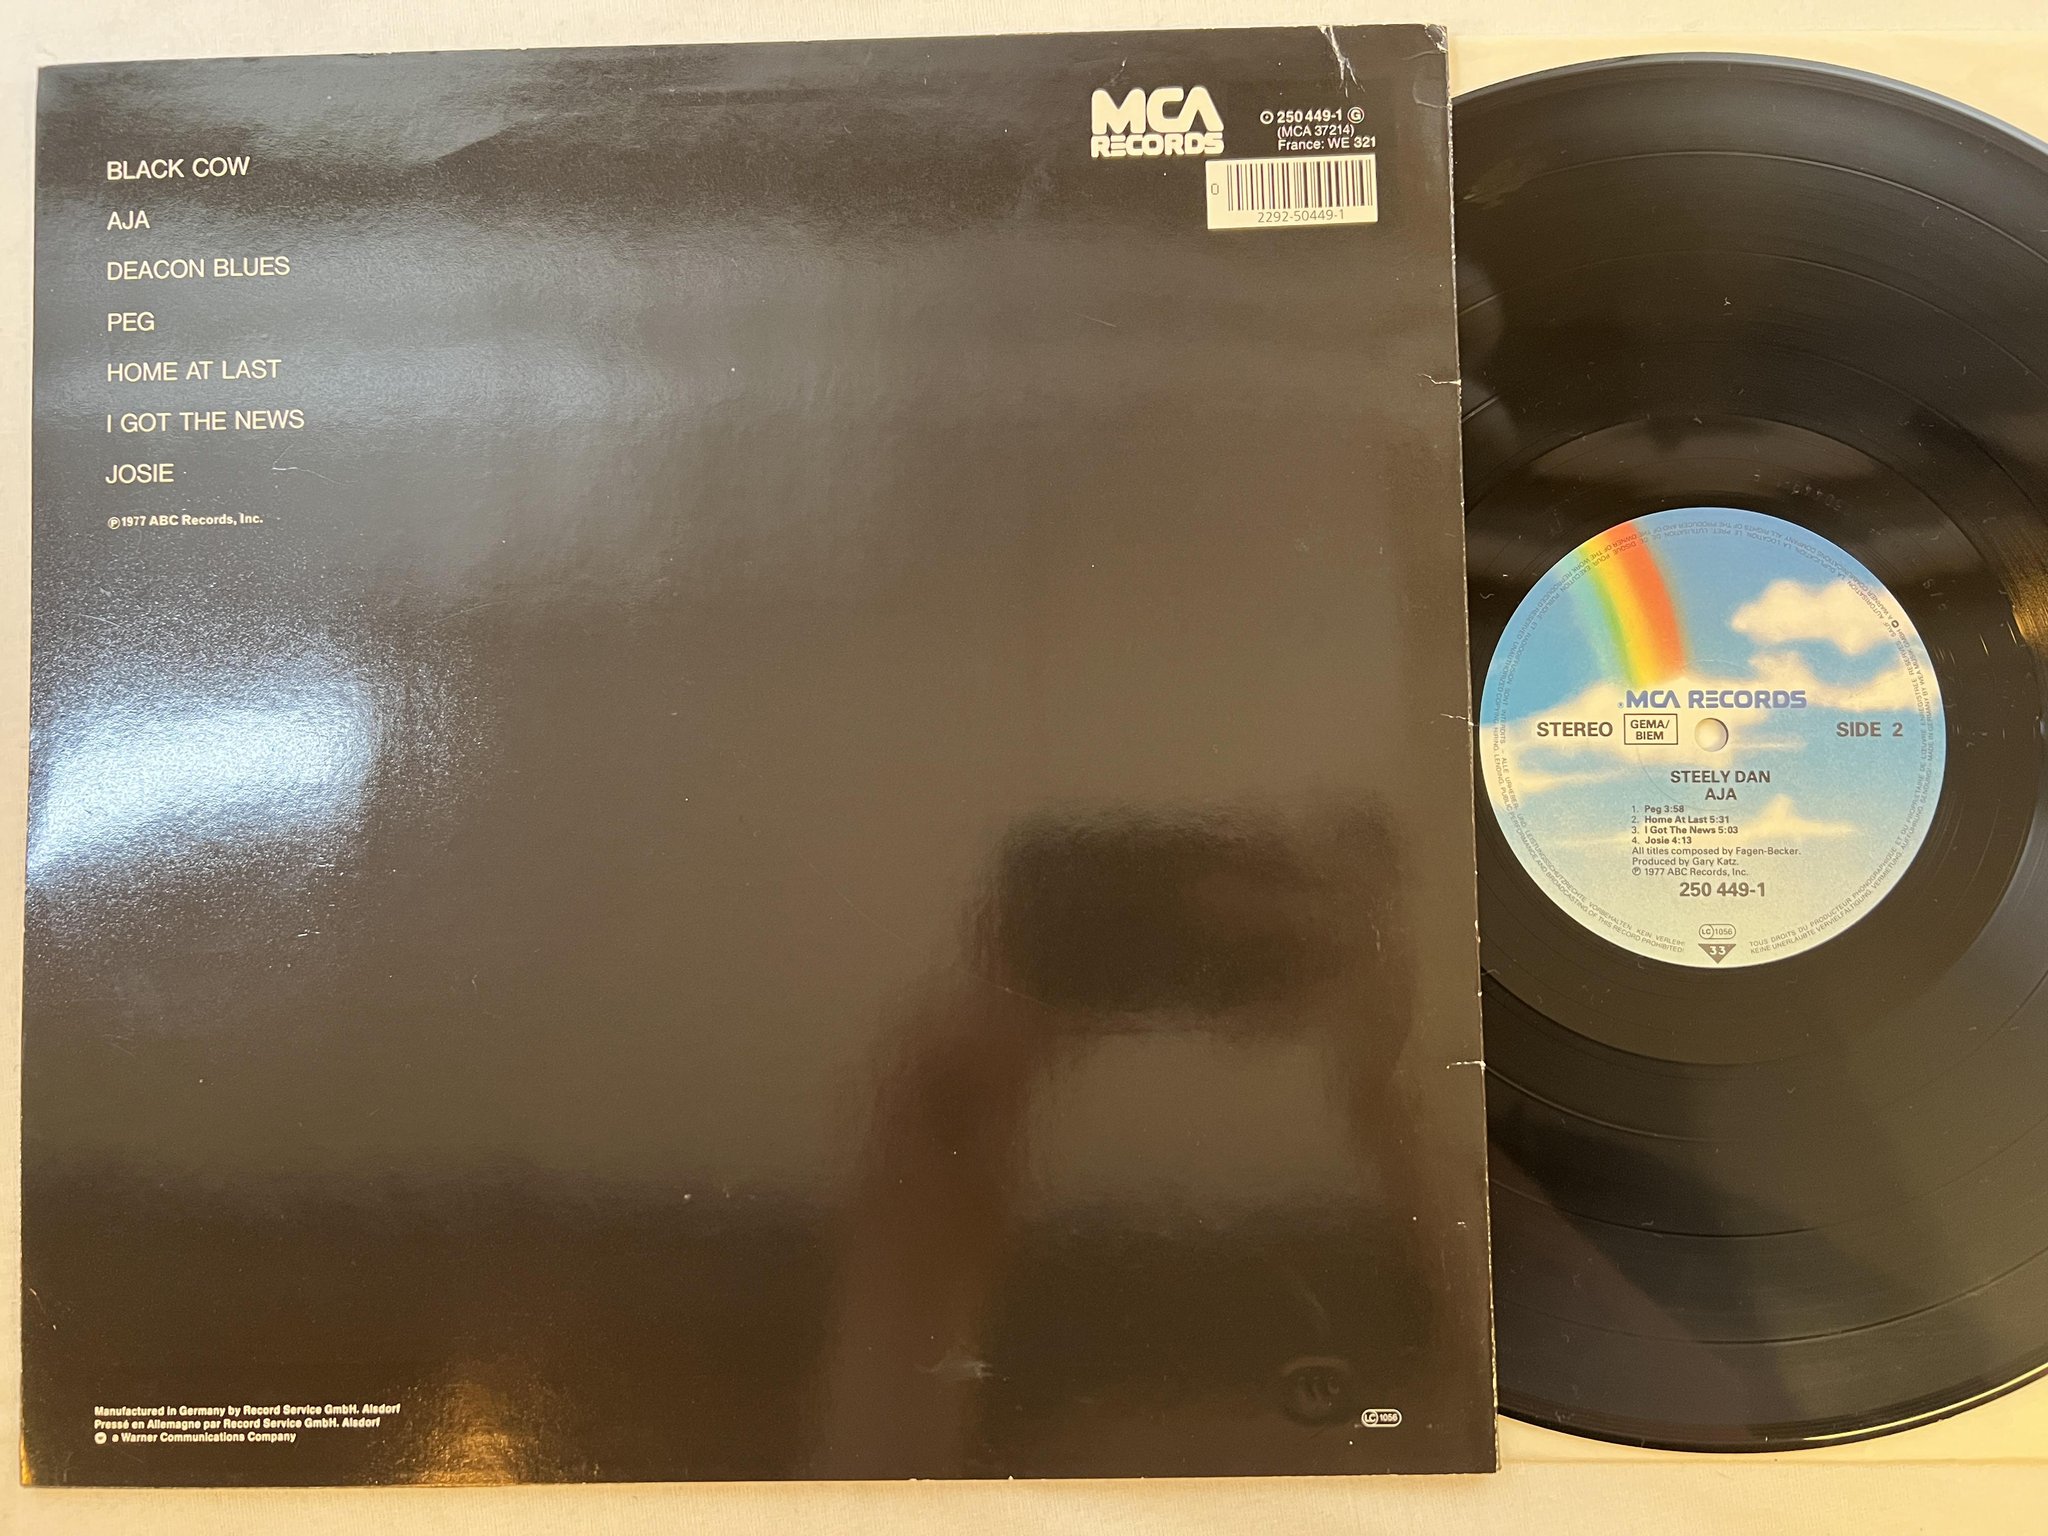 MCA
RECORDS
250 449-1 G
(MCA 37214)
France: WE 321
0
2292-50449-1
BLACK COW
AJA
DEACON BLUES
PEG
HOME AT LAST
I GOT THE NEWS
JOSIE
℗1977 ABC Records, Inc.
Manufactured in Germany by Record Service GmbH. Alsdorf
Pressé en Allemagne par Record Service GmbH. Alsdorf
a Warner Communications Company
LC 1056
®MCA RECORDS
STEREO
GEMA/
BIEM
SIDE 2
STEELY DAN
AJA
1. Peg 3:58
2. Home At Last 5:31
3. I Got The News 5:03
4. Josie 4:13
All titles composed by Fagen-Becker.
Produced by Gary Katz.
℗ 1977 ABC Records, Inc.
250 449-1
LC 1056
33